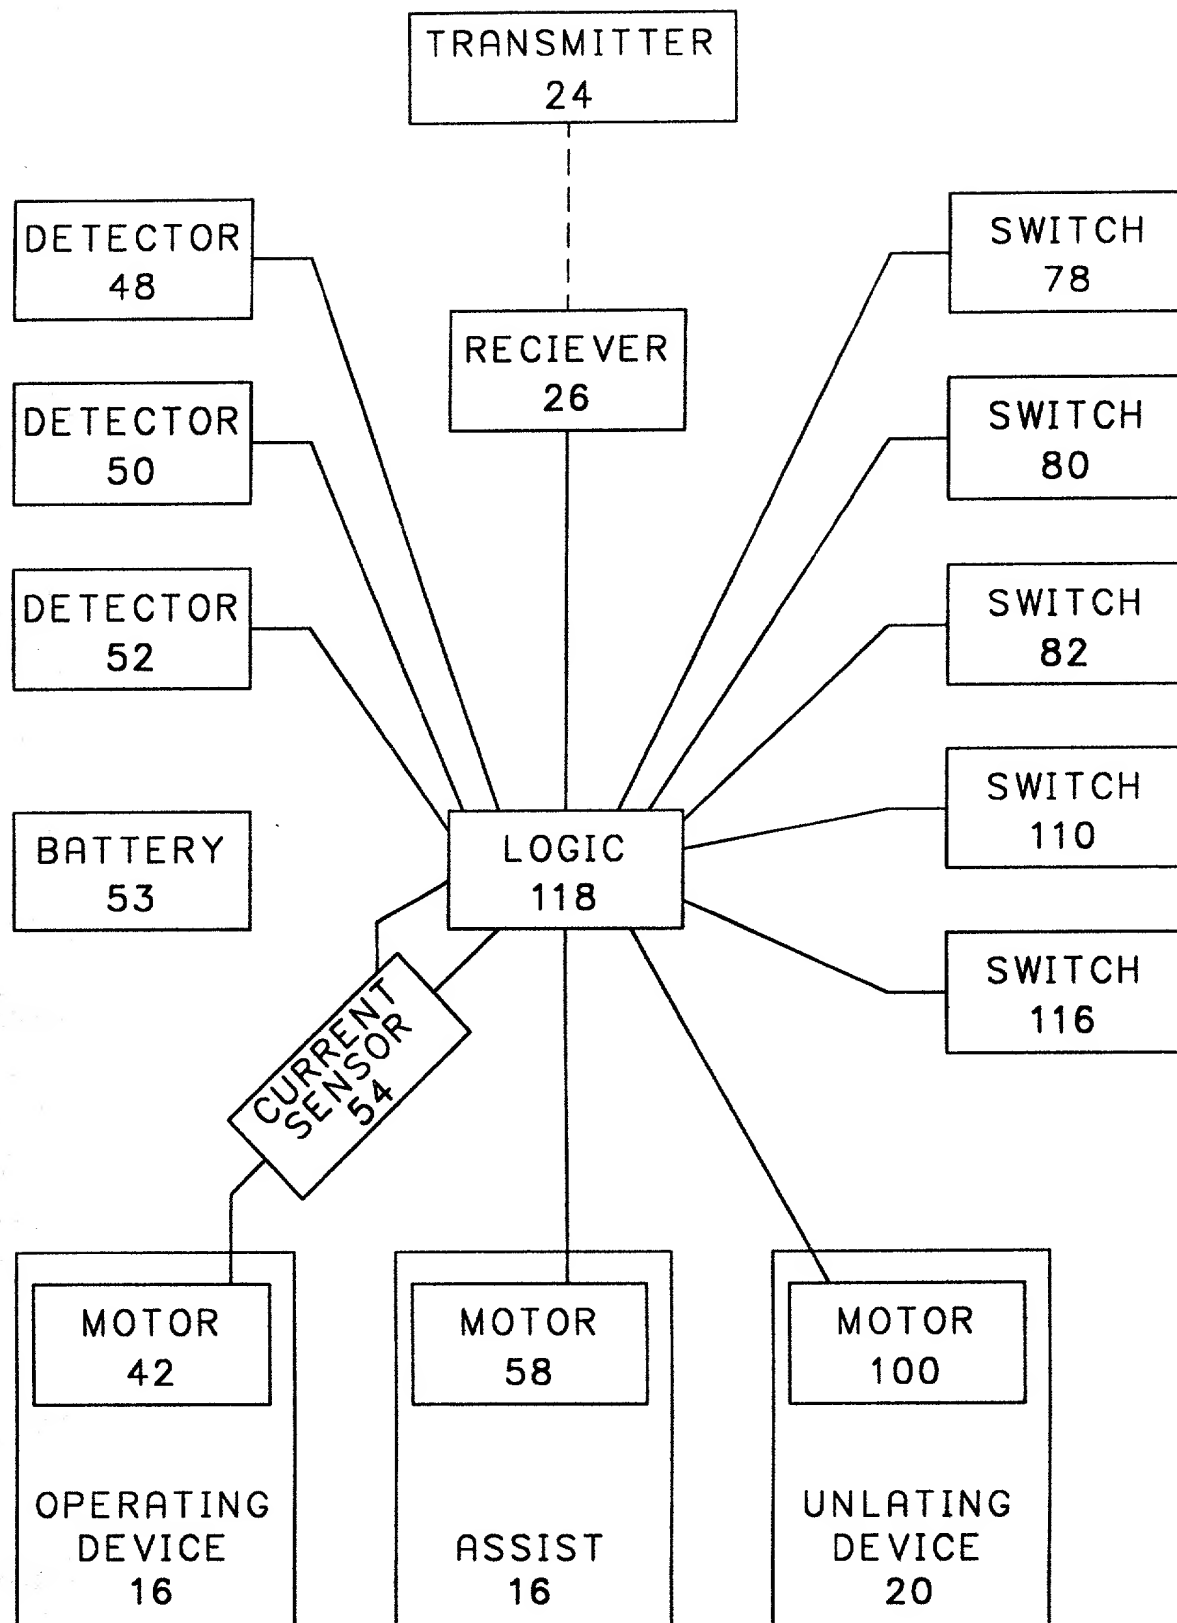 TRANSMITTER
24
DETECTOR
48
SWITCH
78
RECIEVER
26
DETECTOR
50
SWITCH
80
DETECTOR
52
SWITCH
82
SWITCH
110
BATTERY
53
LOGIC
118
SWITCH
116
CURRENT
SENSOR
54
MOTOR
42
MOTOR
58
MOTOR
100
OPERATING
DEVICE
16
ASSIST
16
UNLATING
DEVICE
20